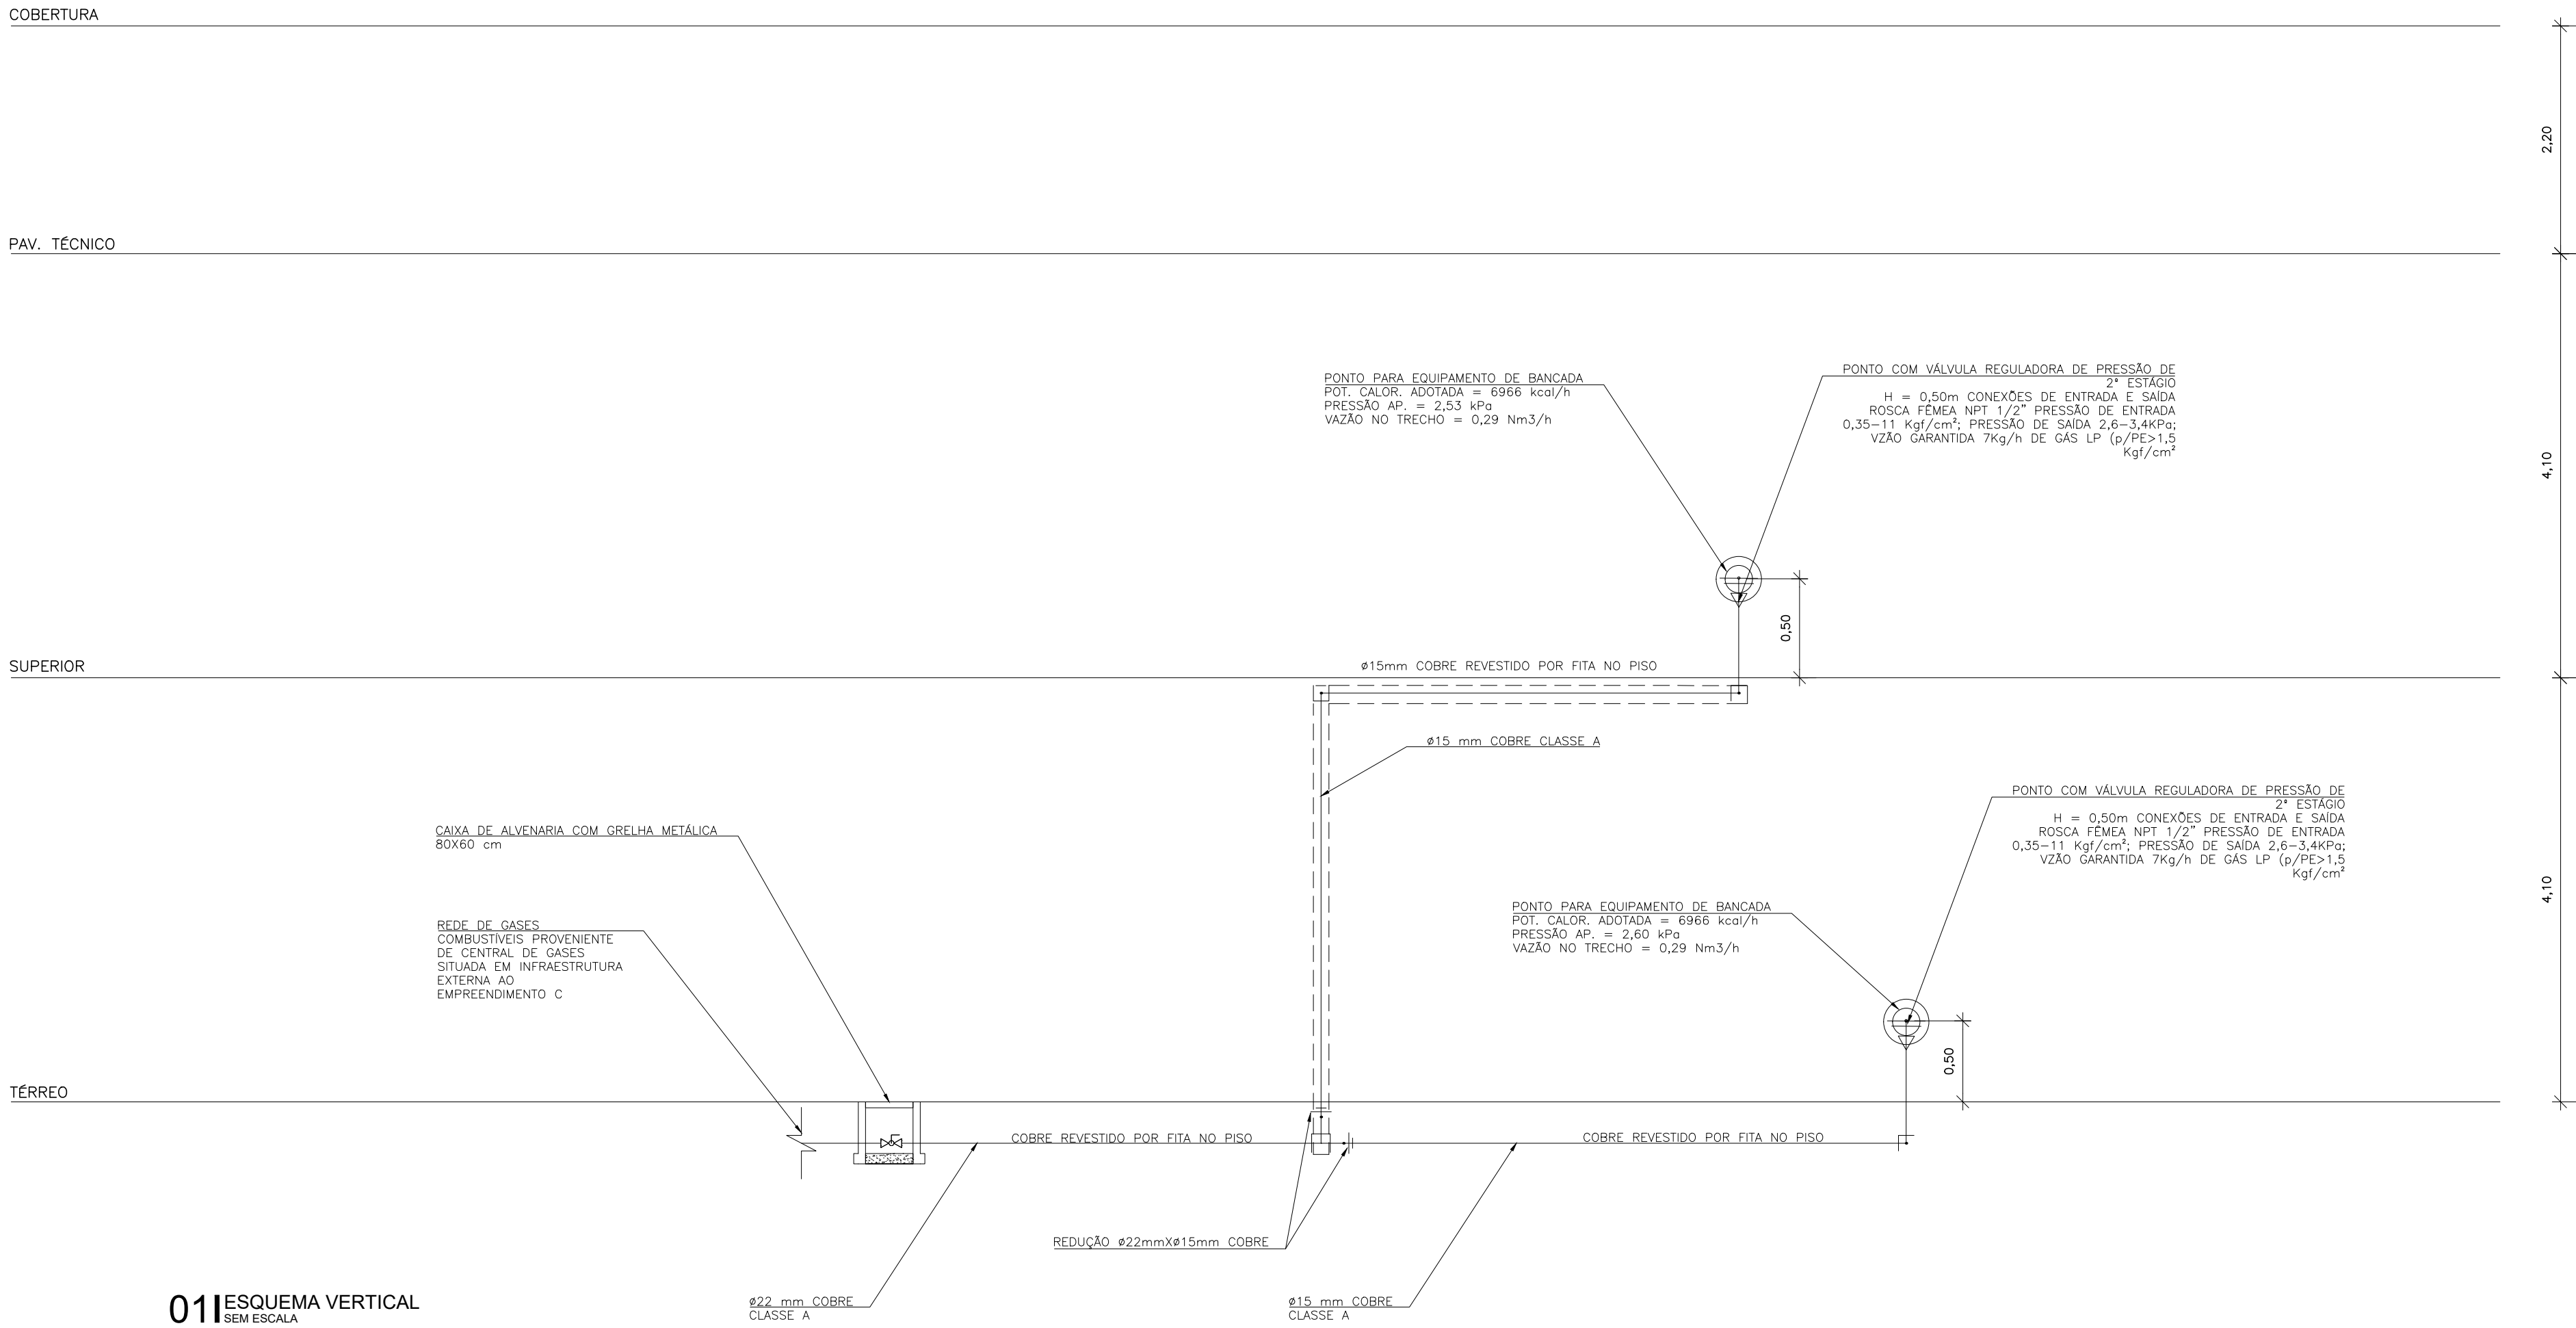 COBERTURA
2,20
PAV. TÉCNICO
PONTO PARA EQUIPAMENTO DE BANCADA
POT. CALOR. ADOTADA = 6966 kcal/h
PRESSÃO AP. = 2,53 kPa
VAZÃO NO TRECHO = 0,29 Nm3/h
PONTO COM VÁLVULA REGULADORA DE PRESSÃO DE
2° ESTÁGIO
H = 0,50m CONEXÕES DE ENTRADA E SAÍDA
ROSCA FÊMEA NPT 1/2" PRESSÃO DE ENTRADA
0,35-11 Kgf/cm²; PRESSÃO DE SAÍDA 2,6-3,4KPa;
VZÃO GARANTIDA 7Kg/h DE GÁS LP (p/PE>1,5
Kgf/cm²
4,10
0,50
SUPERIOR
ø15mm COBRE REVESTIDO POR FITA NO PISO
ø15 mm COBRE CLASSE A
PONTO COM VÁLVULA REGULADORA DE PRESSÃO DE
2° ESTÁGIO
H = 0,50m CONEXÕES DE ENTRADA E SAÍDA
ROSCA FÊMEA NPT 1/2" PRESSÃO DE ENTRADA
0,35-11 Kgf/cm²; PRESSÃO DE SAÍDA 2,6-3,4KPa;
VZÃO GARANTIDA 7Kg/h DE GÁS LP (p/PE>1,5
Kgf/cm²
4,10
CAIXA DE ALVENARIA COM GRELHA METÁLICA
80X60 cm
REDE DE GASES
COMBUSTÍVEIS PROVENIENTE
DE CENTRAL DE GASES
SITUADA EM INFRAESTRUTURA
EXTERNA AO
EMPREENDIMENTO C
PONTO PARA EQUIPAMENTO DE BANCADA
POT. CALOR. ADOTADA = 6966 kcal/h
PRESSÃO AP. = 2,60 kPa
VAZÃO NO TRECHO = 0,29 Nm3/h
0,50
TÉRREO
COBRE REVESTIDO POR FITA NO PISO
COBRE REVESTIDO POR FITA NO PISO
REDUÇÃO ø22mmXø15mm COBRE
ø22 mm COBRE
CLASSE A
ø15 mm COBRE
CLASSE A
01 ESQUEMA VERTICAL
SEM ESCALA